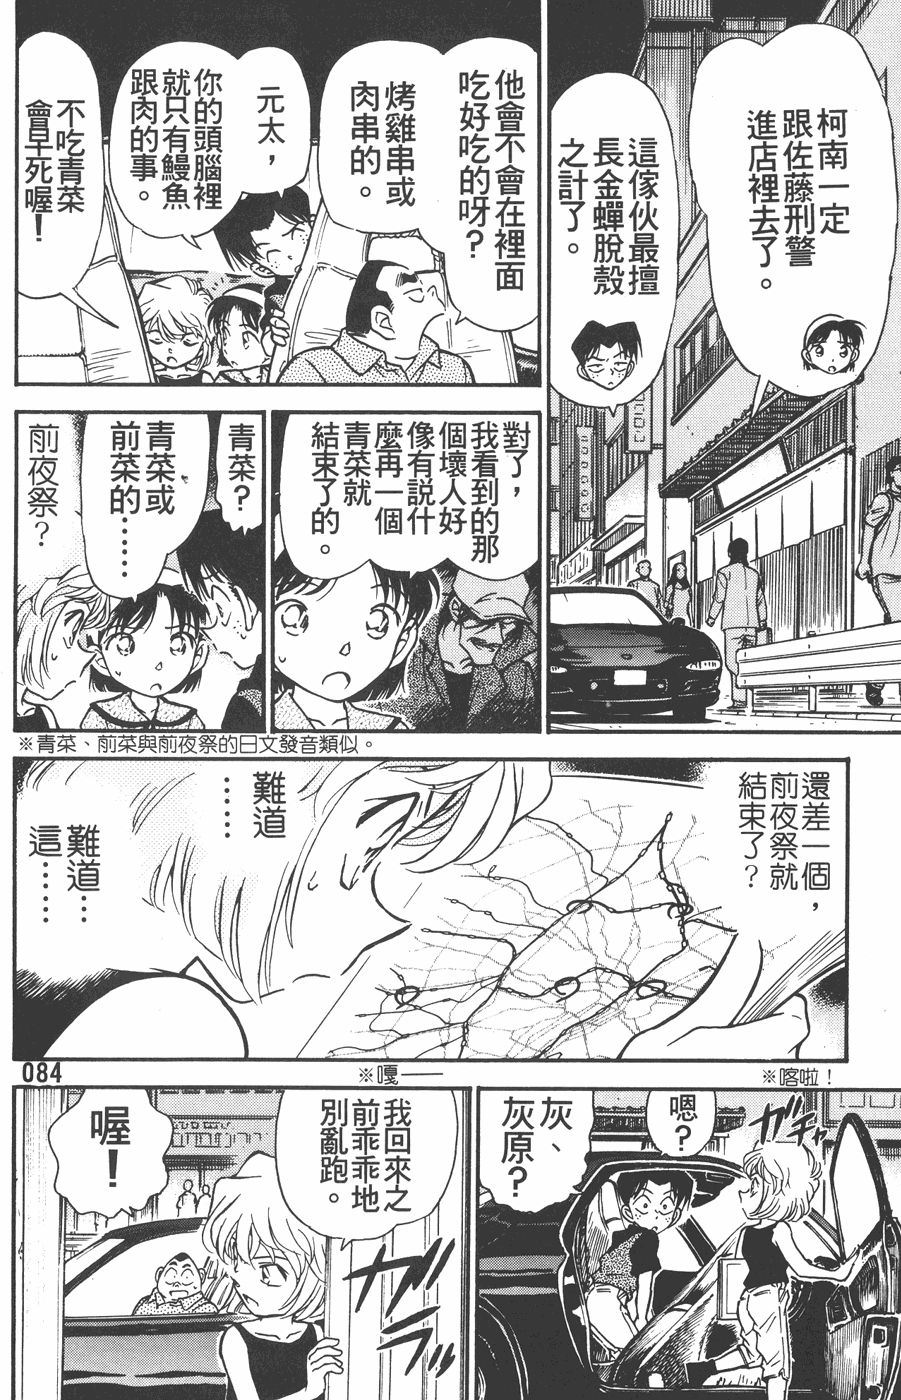 柯南一定
跟佐藤刑警
進店裡去了。
這傢伙最擅
長金蟬脫殼
之計了。
他會不會在裡面
吃好吃的呀？
烤雞串或
肉串的。
元太，
你的頭腦裡
就只有鰻魚
跟肉的事。
不吃青菜
會早死喔！
對了，
我看到的那
個壞人好
像有說什
麼再一個
青菜就
結束了的。
青菜？
青菜或
前菜的……
前夜祭？
※青菜、前菜與前夜祭的日文發音類似。
還差一個，
前夜祭就
結束了？
難道
……
難道…
這……
084
※喀啦！
ガチャ
嗯？
灰、
灰原？
※嘎——
ガラララ
我回來之
前乖乖地
別亂跑。
喔！